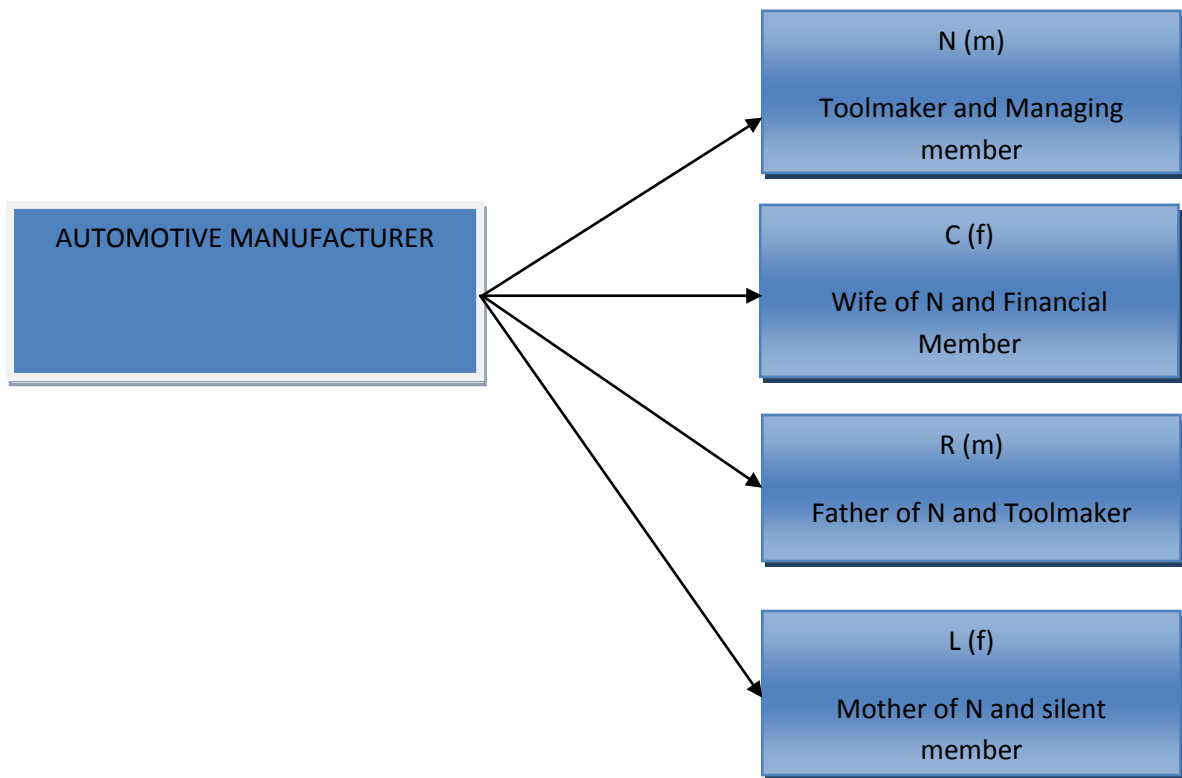 N (m)
Toolmaker and Managing
member
AUTOMOTIVE MANUFACTURER
C (f)
Wife of N and Financial
Member
R (m)
Father of N and Toolmaker
L (f)
Mother of N and silent
member